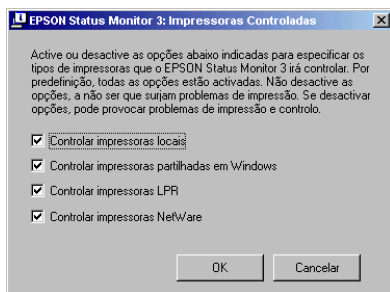 EPSON Status Monitor 3: Impressoras Controladas
Active ou desactive as opções abaixo indicadas para especificar os
tipos de impressoras que o EPSON Status Monitor 3 irá controlar. Por
predefinição, todas as opções estão activadas. Não desactive as
opções, a não ser que surjam problemas de impressão. Se desactivar
opções, pode provocar problemas de impressão e controlo.
Controlar impressoras locais
Controlar impressoras partilhadas em Windows
Controlar impressoras LPR
Controlar impressoras NetWare
OK
Cancelar